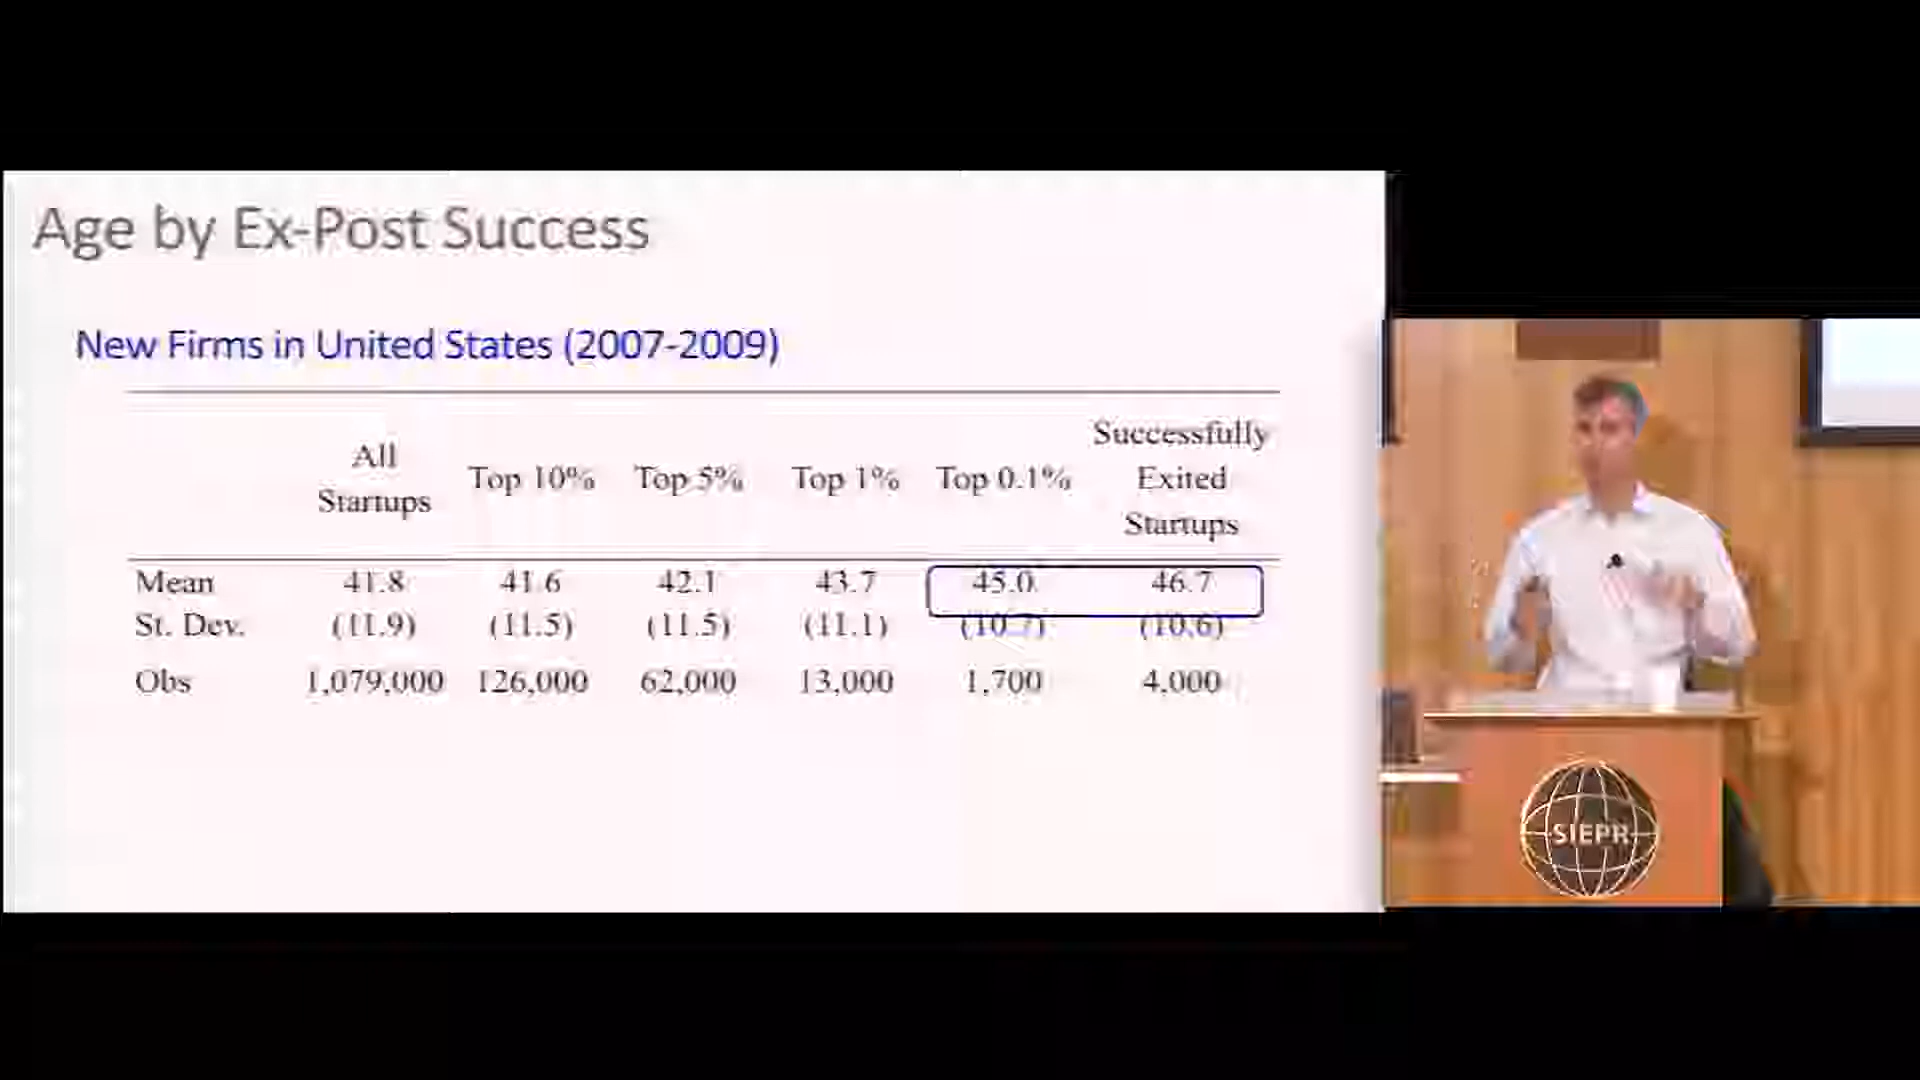 Age by Ex-Post Success
New Firms in United States (2007-2009)
All Startups Top 10% Top 5% Top 1% Top 0.1% Successfully Exited Startups
Mean 41.8 41.6 42.1 43.7 45.0 46.7
St. Dev. (11.9) (11.5) (11.5) (11.1) (10.7) (10.6)
Obs 1,079,000 126,000 62,000 13,000 1,700 4,000
SIEPR